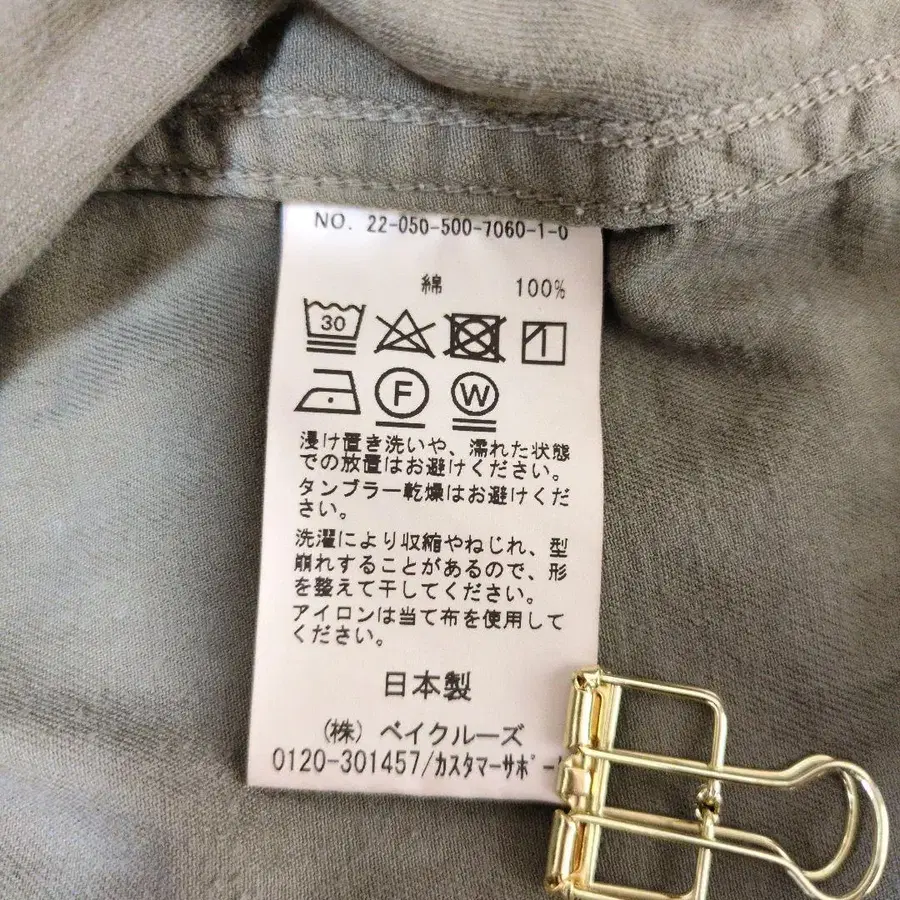 NO. 22-050-500-7060-1-0
綿 100%
30
F W
浸け置き洗いや、濡れた状態
での放置はお避けください。
タンブラー乾燥はお避けくだ
さい。
洗濯により収縮やねじれ、型
崩れすることがあるので、形
を整えて干してください。
アイロンは当て布を使用して
ください。
日本製
(株) ベイクルーズ
0120-301457/カスタマーサポー